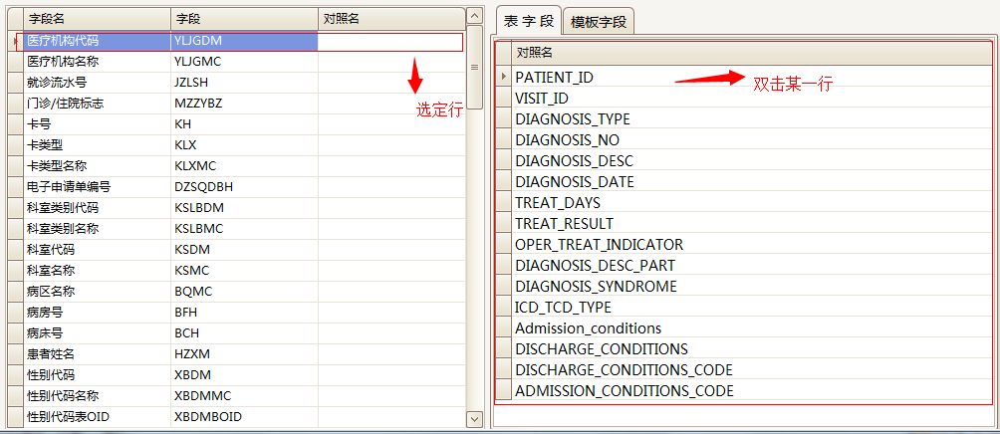 字段名 字段 对照名
医疗机构代码 YLJGDM
医疗机构名称 YLJGMC
就诊流水号 JZLSH
门诊/住院标志 MZZYBZ
卡号 KH
卡类型 KLX
卡类型名称 KLXMC
电子申请单编号 DZSQDBH
科室类别代码 KSLBDM
科室类别名称 KSLBMC
科室代码 KSDM
科室名称 KSMC
病区名称 BQMC
病房号 BFH
病床号 BCH
患者姓名 HZXM
性别代码 XBDM
性别代码名称 XBDMMC
性别代码表OID XBDMBOID
选定行
表字段 模板字段
对照名
PATIENT_ID
VISIT_ID
DIAGNOSIS_TYPE
DIAGNOSIS_NO
DIAGNOSIS_DESC
DIAGNOSIS_DATE
TREAT_DAYS
TREAT_RESULT
OPER_TREAT_INDICATOR
DIAGNOSIS_DESC_PART
DIAGNOSIS_SYNDROME
ICD_TCD_TYPE
Admission_conditions
DISCHARGE_CONDITIONS
DISCHARGE_CONDITIONS_CODE
ADMISSION_CONDITIONS_CODE
双击某一行